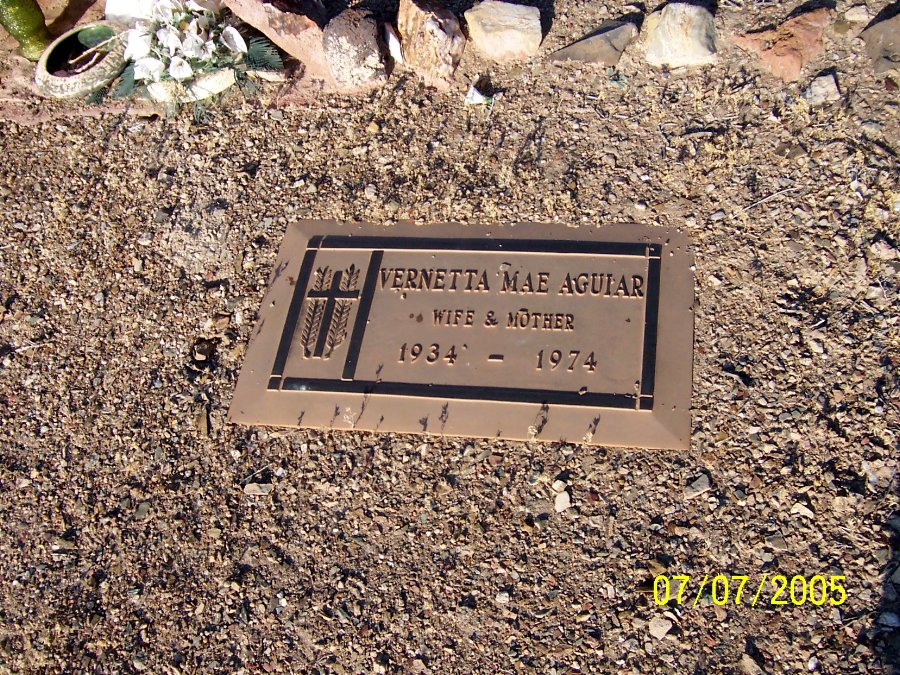 VERNETTA MAE AGUIAR
WIFE & MOTHER
1934 - 1974
07/07/2005